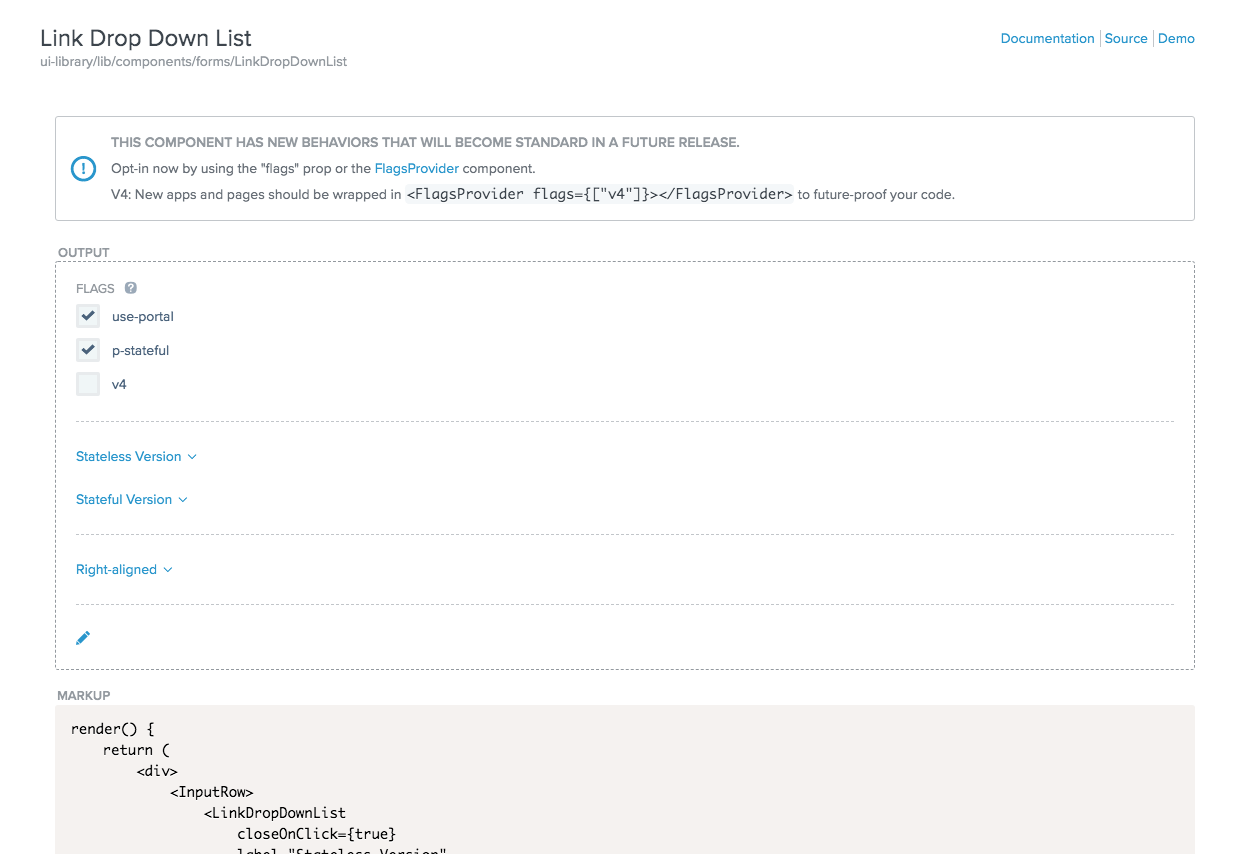 Link Drop Down List
Documentation Source Demo
ui-library/lib/components/forms/LinkDropDownList
THIS COMPONENT HAS NEW BEHAVIORS THAT WILL BECOME STANDARD IN A FUTURE RELEASE.
Opt-in now by using the "flags" prop or the FlagsProvider component.
V4: New apps and pages should be wrapped in <FlagsProvider flags={["v4"]}></FlagsProvider> to future-proof your code.
OUTPUT
FLAGS ?
use-portal
p-stateful
v4
Stateless Version
Stateful Version
Right-aligned
MARKUP
render() {
return (
<div>
<InputRow>
<LinkDropDownList
closeOnClick={true}
label="Stateless Version"